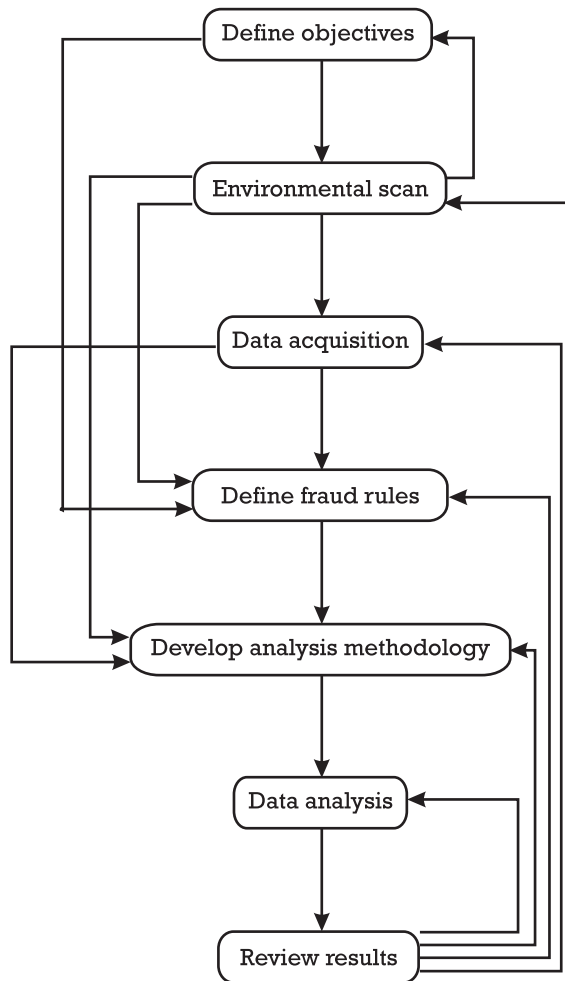 Define objectives
Environmental scan
Data acquisition
Define fraud rules
Develop analysis methodology
Data analysis
Review results